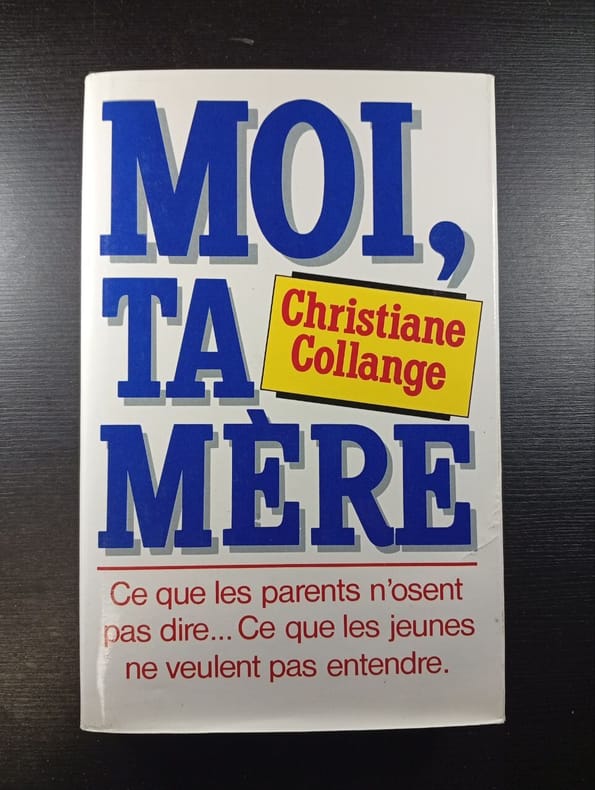 MOI,
TA
Christiane
Collange
MÈRE
Ce que les parents n'osent
pas dire... Ce que les jeunes
ne veulent pas entendre.